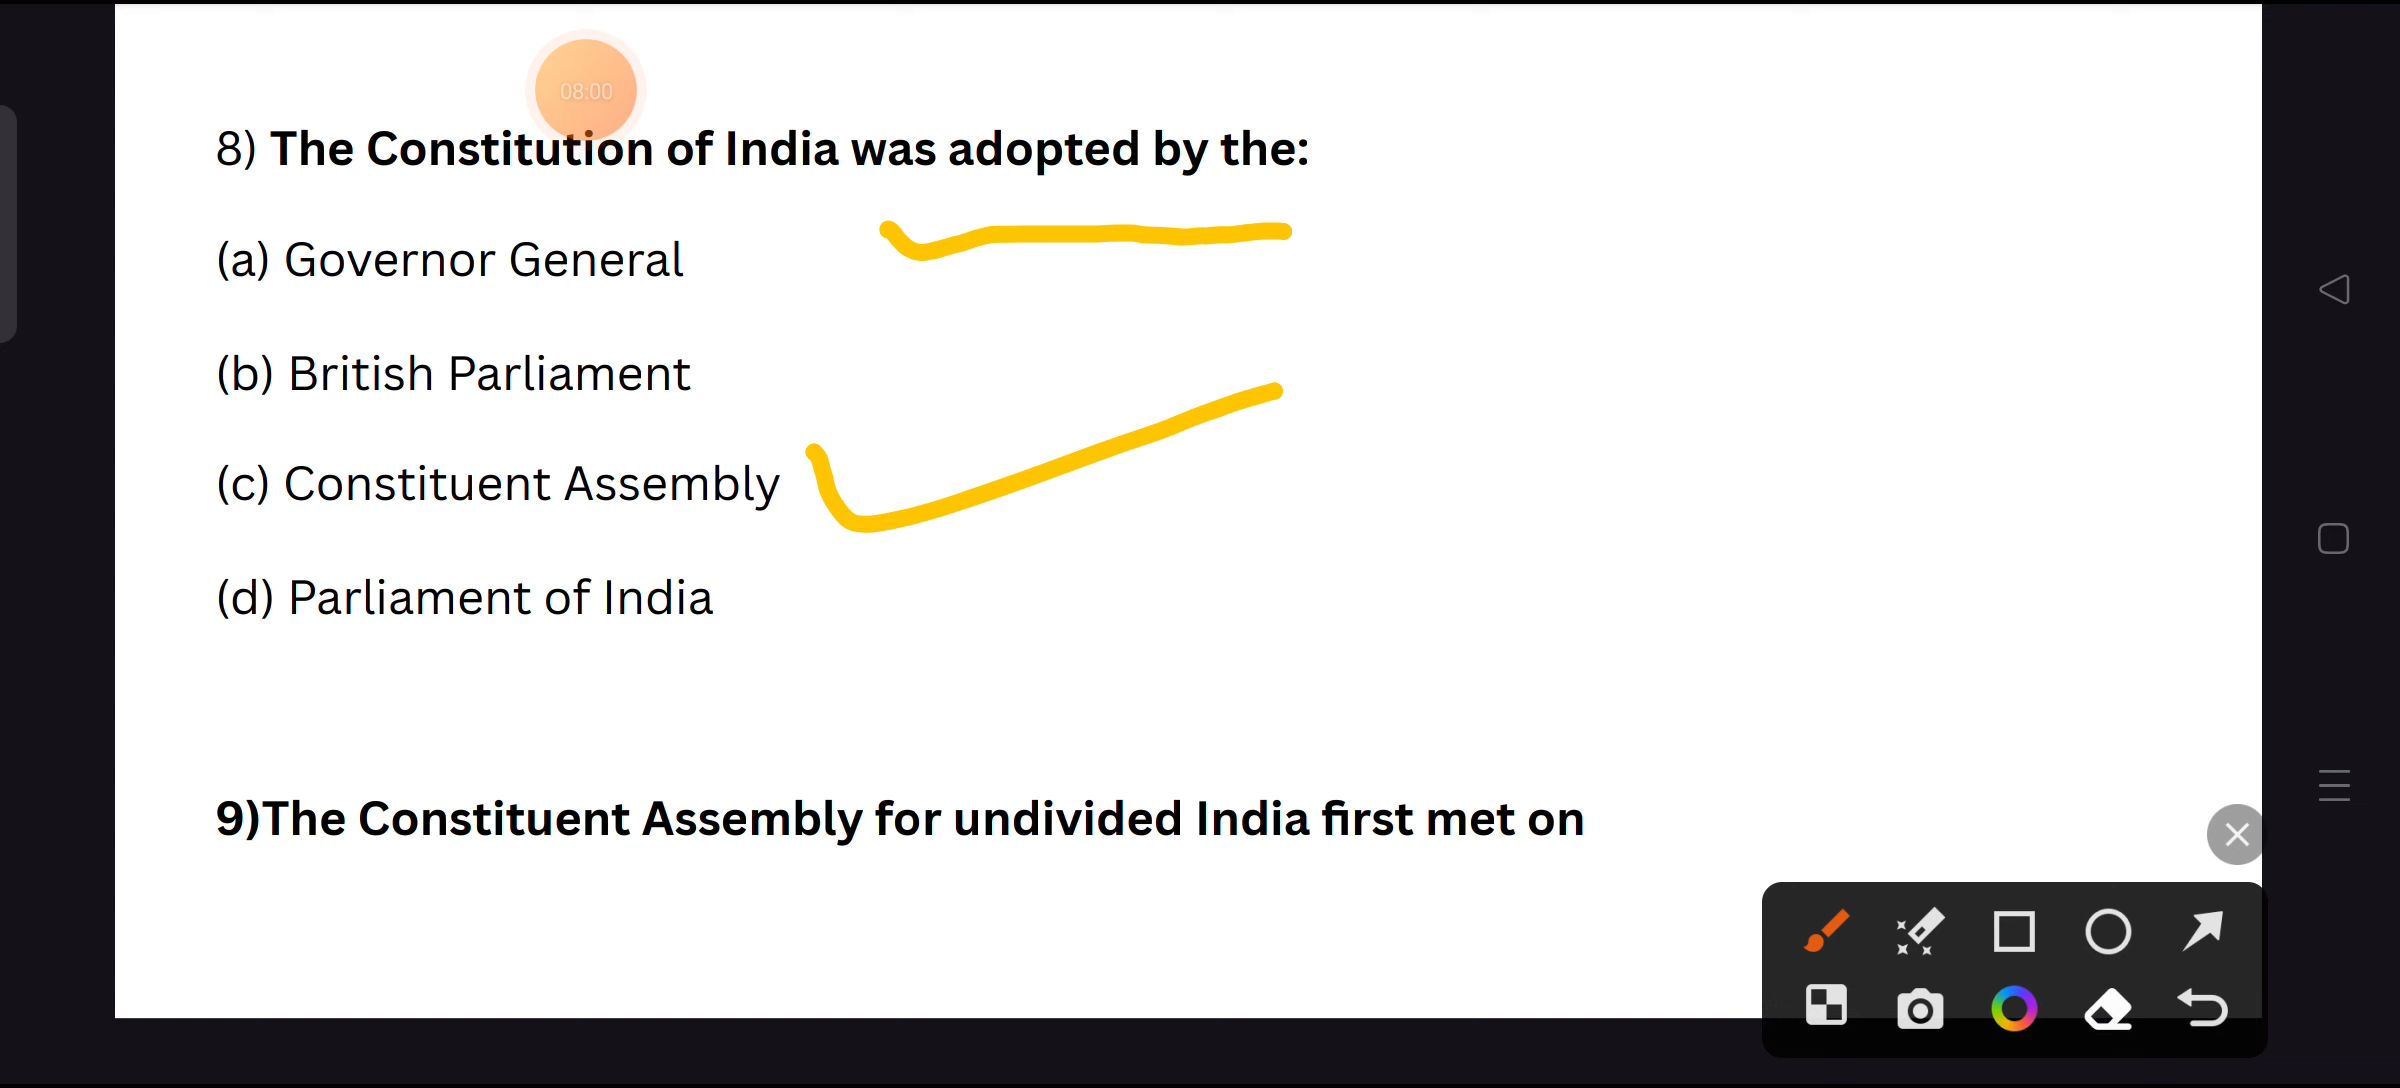 08:00
8) The Constitution of India was adopted by the:
(a) Governor General
(b) British Parliament
(c) Constituent Assembly
(d) Parliament of India
9)The Constituent Assembly for undivided India first met on